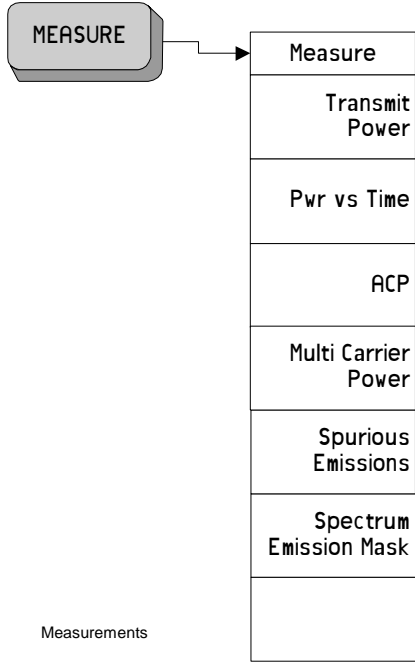 MEASURE
Measure
Transmit
Power
Pwr vs Time
ACP
Multi Carrier
Power
Spurious
Emissions
Spectrum
Emission Mask
Measurements